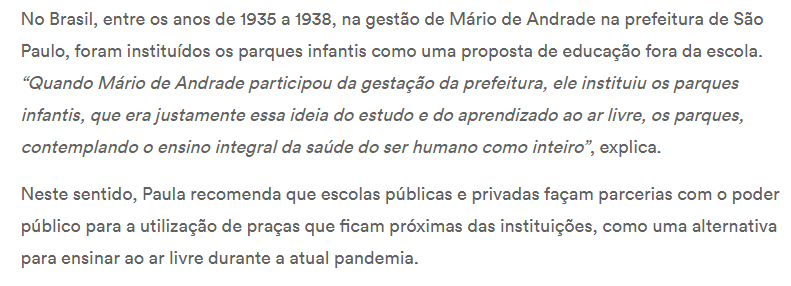 No Brasil, entre os anos de 1935 a 1938, na gestão de Mário de Andrade na prefeitura de São
Paulo, foram instituídos os parques infantis como uma proposta de educação fora da escola.
“Quando Mário de Andrade participou da gestação da prefeitura, ele instituiu os parques
infantis, que era justamente essa ideia do estudo e do aprendizado ao ar livre, os parques,
contemplando o ensino integral da saúde do ser humano como inteiro”, explica.
Neste sentido, Paula recomenda que escolas públicas e privadas façam parcerias com o poder
público para a utilização de praças que ficam próximas das instituições, como uma alternativa
para ensinar ao ar livre durante a atual pandemia.